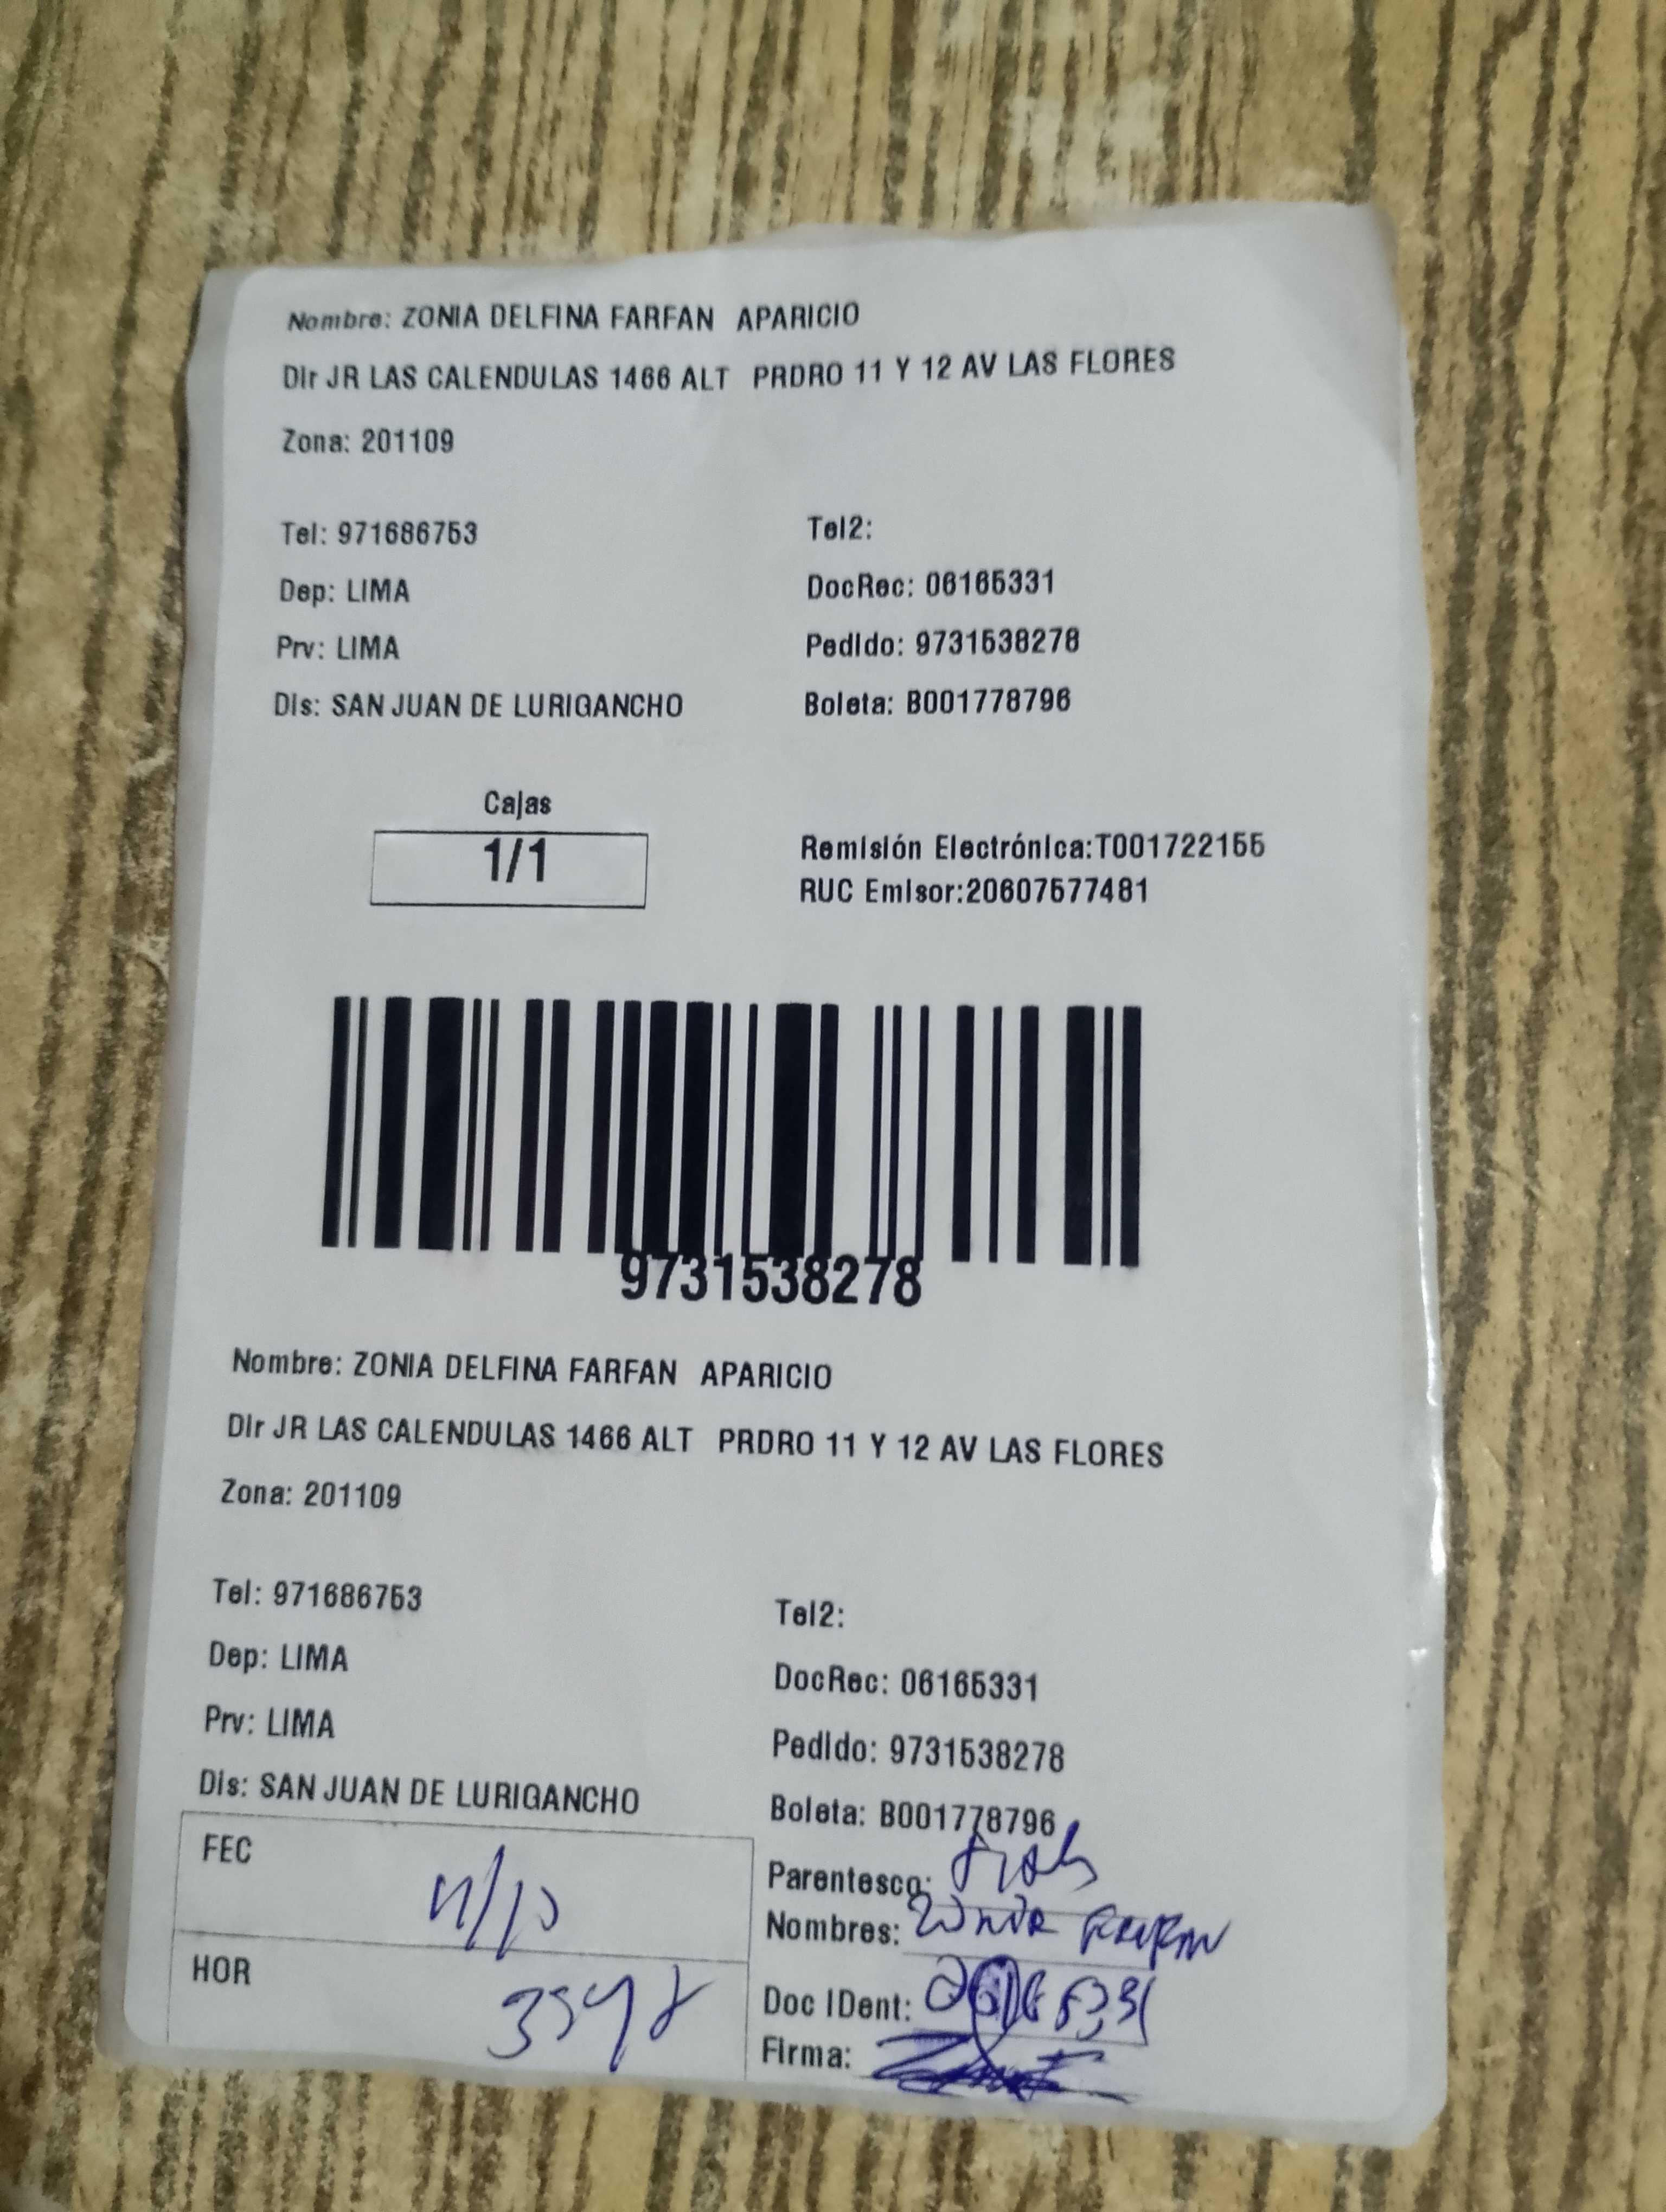 Nombre: ZONIA DELFINA FARFAN APARICIO
Dir JR LAS CALENDULAS 1466 ALT PRDRO 11 Y 12 AV LAS FLORES
Zona: 201109
Tel: 971686753
Tel2:
Dep: LIMA
DocRec: 06165331
Prv: LIMA
Pedido: 9731538278
Dis: SAN JUAN DE LURIGANCHO
Boleta: B001778796
Cajas
1/1
Remisión Electrónica:T001722155
RUC Emisor:20607577481
9731538278
Nombre: ZONIA DELFINA FARFAN APARICIO
Dir JR LAS CALENDULAS 1466 ALT PRDRO 11 Y 12 AV LAS FLORES
Zona: 201109
Tel: 971686753
Tel2:
Dep: LIMA
DocRec: 06165331
Prv: LIMA
Pedido: 9731538278
Dis: SAN JUAN DE LURIGANCHO
Boleta: B001778796
FEC
Parentesco:
Nombres: Zonia Farfan
HOR
Doc IDent:
Firma: